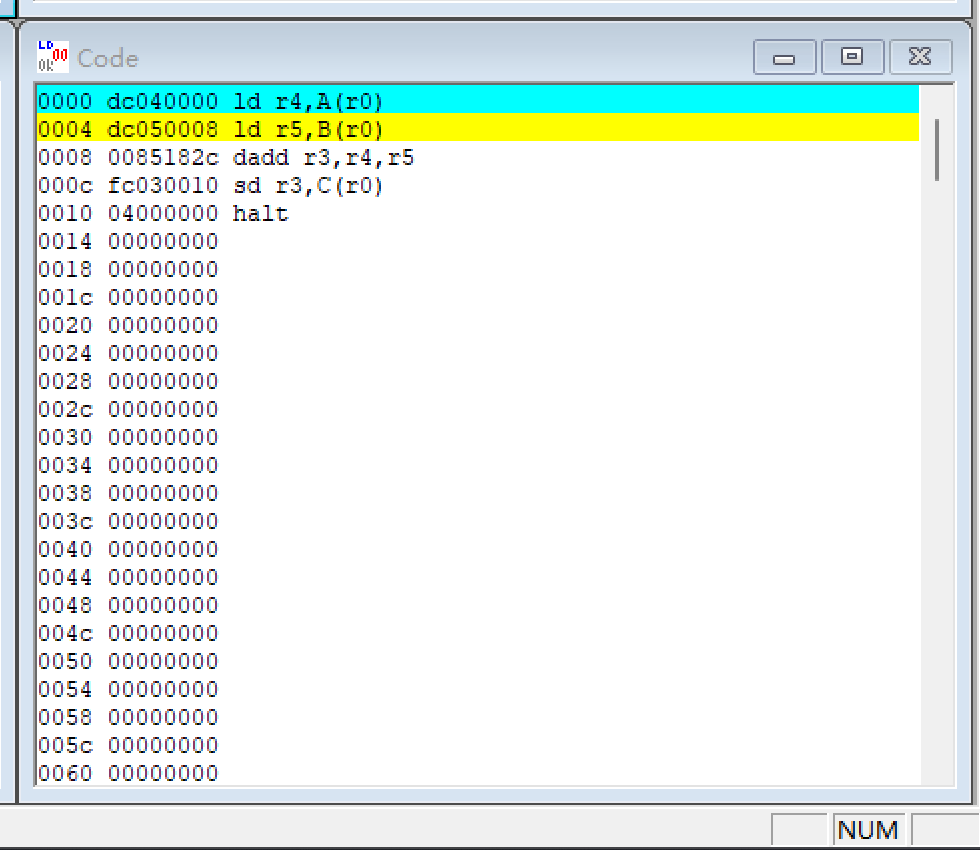 LD 00
OK
Code
0000 dc040000 ld r4,A(r0)
0004 dc050008 ld r5,B(r0)
0008 0085182c dadd r3,r4,r5
000c fc030010 sd r3,C(r0)
0010 04000000 halt
0014 00000000
0018 00000000
001c 00000000
0020 00000000
0024 00000000
0028 00000000
002c 00000000
0030 00000000
0034 00000000
0038 00000000
003c 00000000
0040 00000000
0044 00000000
0048 00000000
004c 00000000
0050 00000000
0054 00000000
0058 00000000
005c 00000000
0060 00000000
NUM